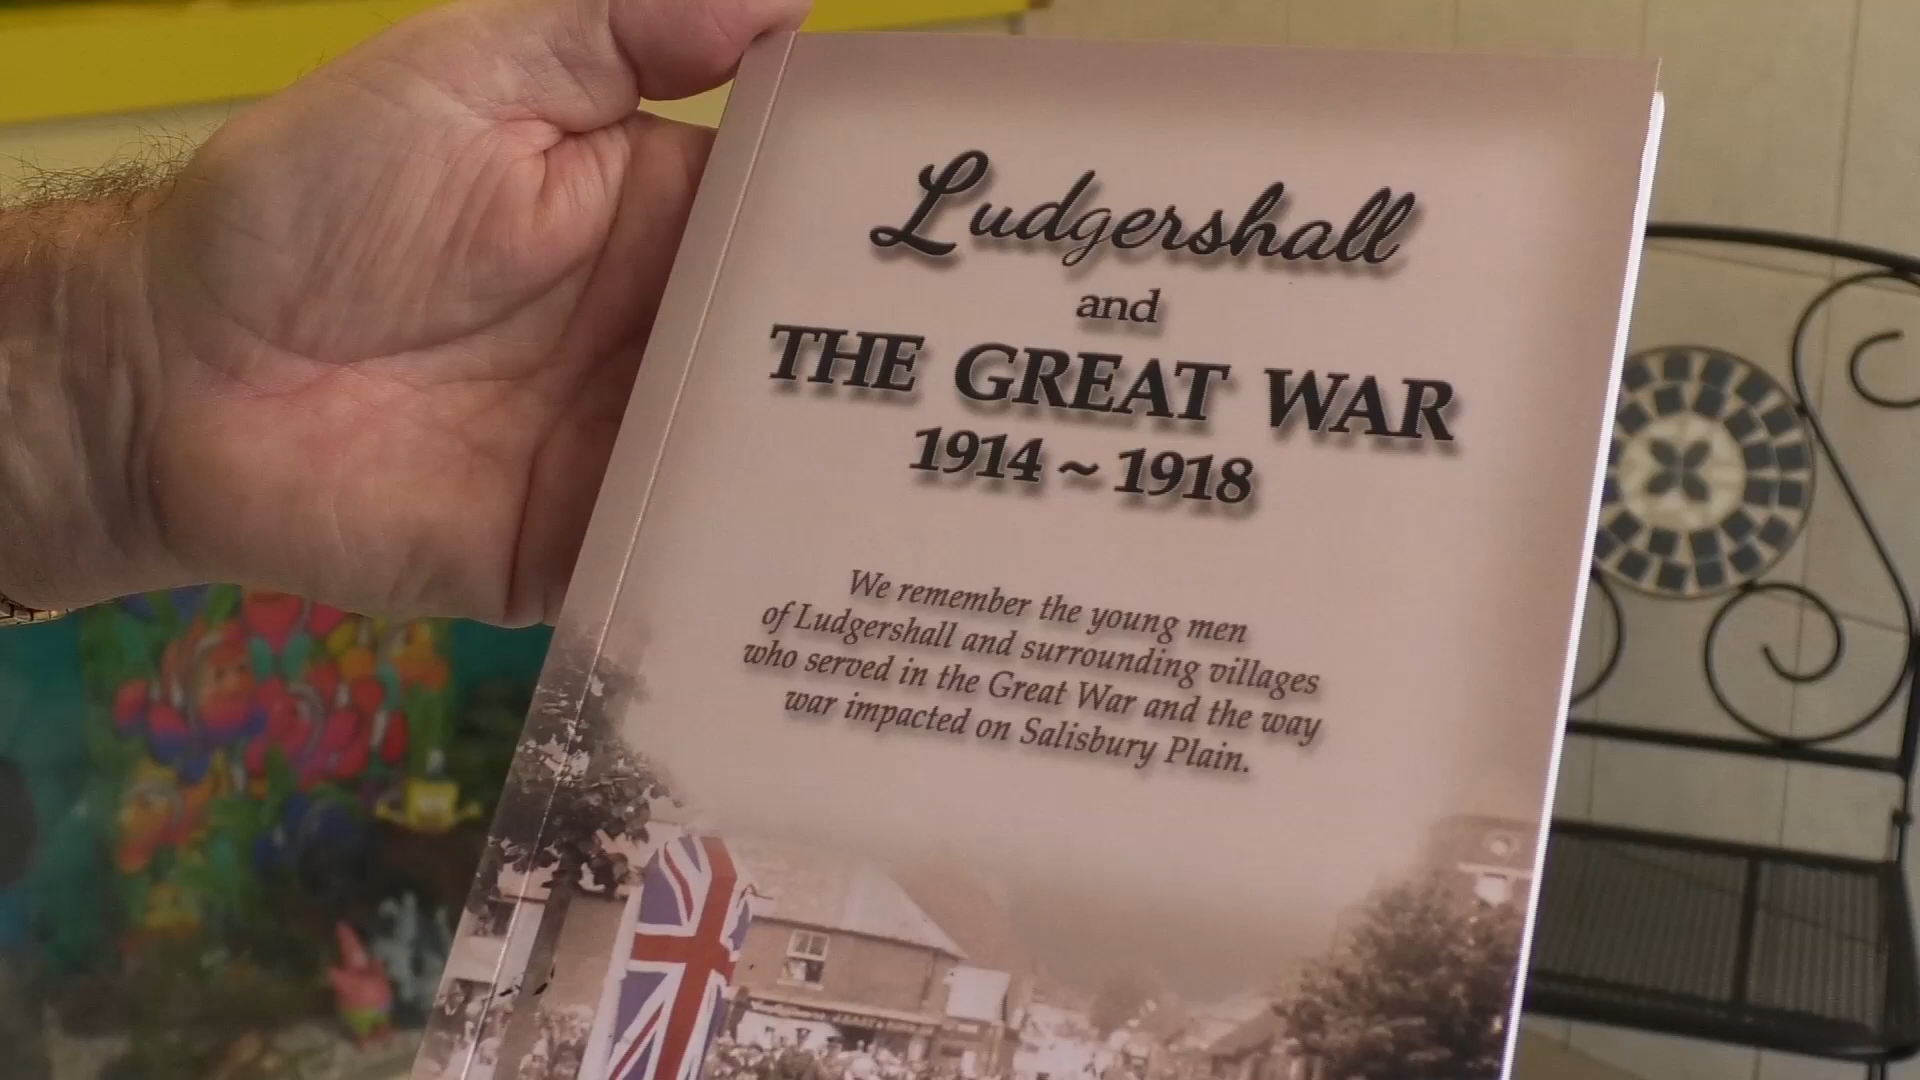 Ludgershall
and
THE GREAT WAR
1914 ~ 1918
We remember the young men
of Ludgershall and surrounding villages
who served in the Great War and the way
war impacted on Salisbury Plain.